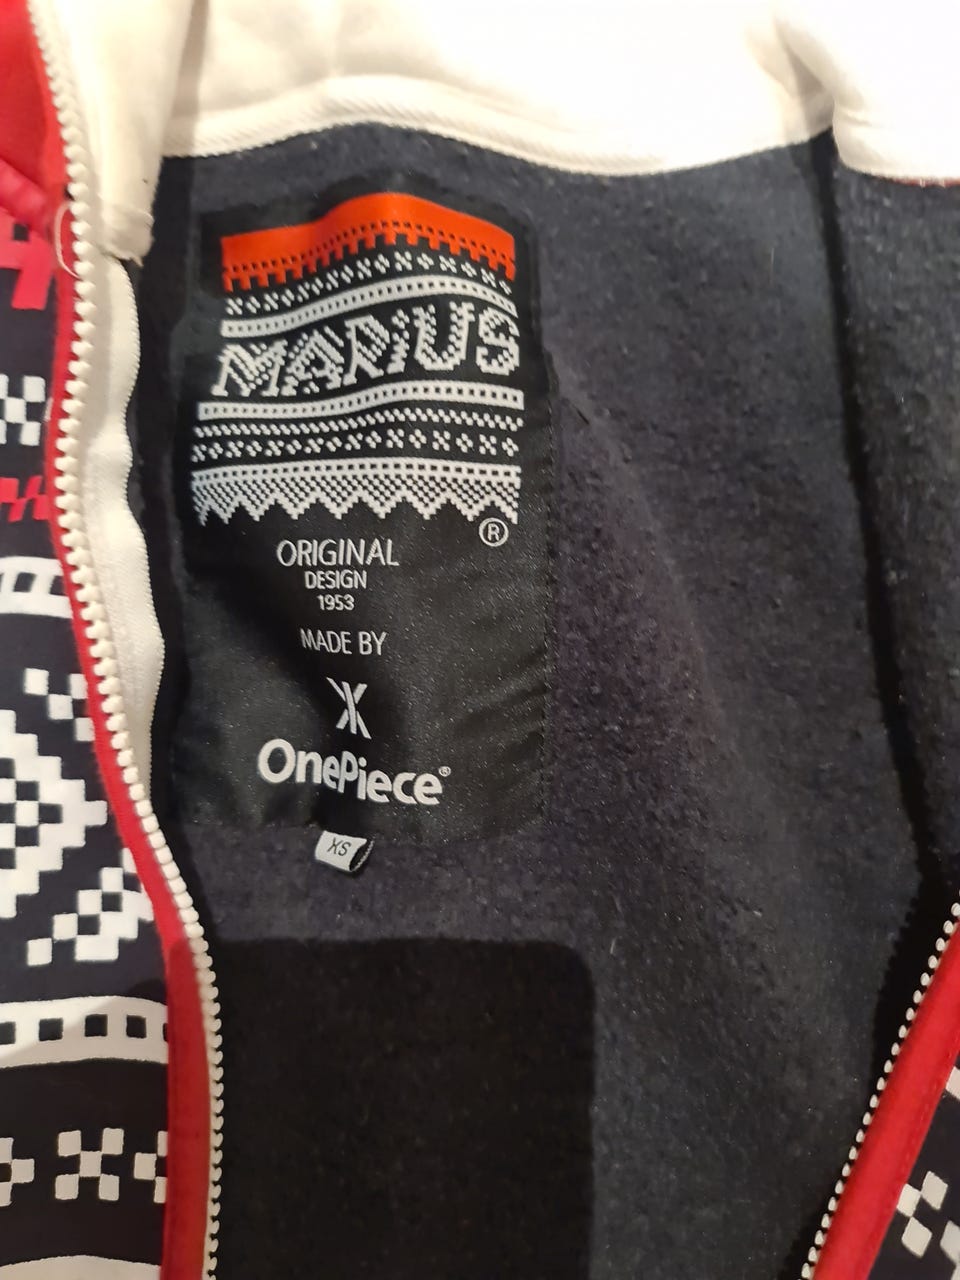 MARiUS
®
ORIGINAL
DESIGN
1953
MADE BY
OnePiece®
XS